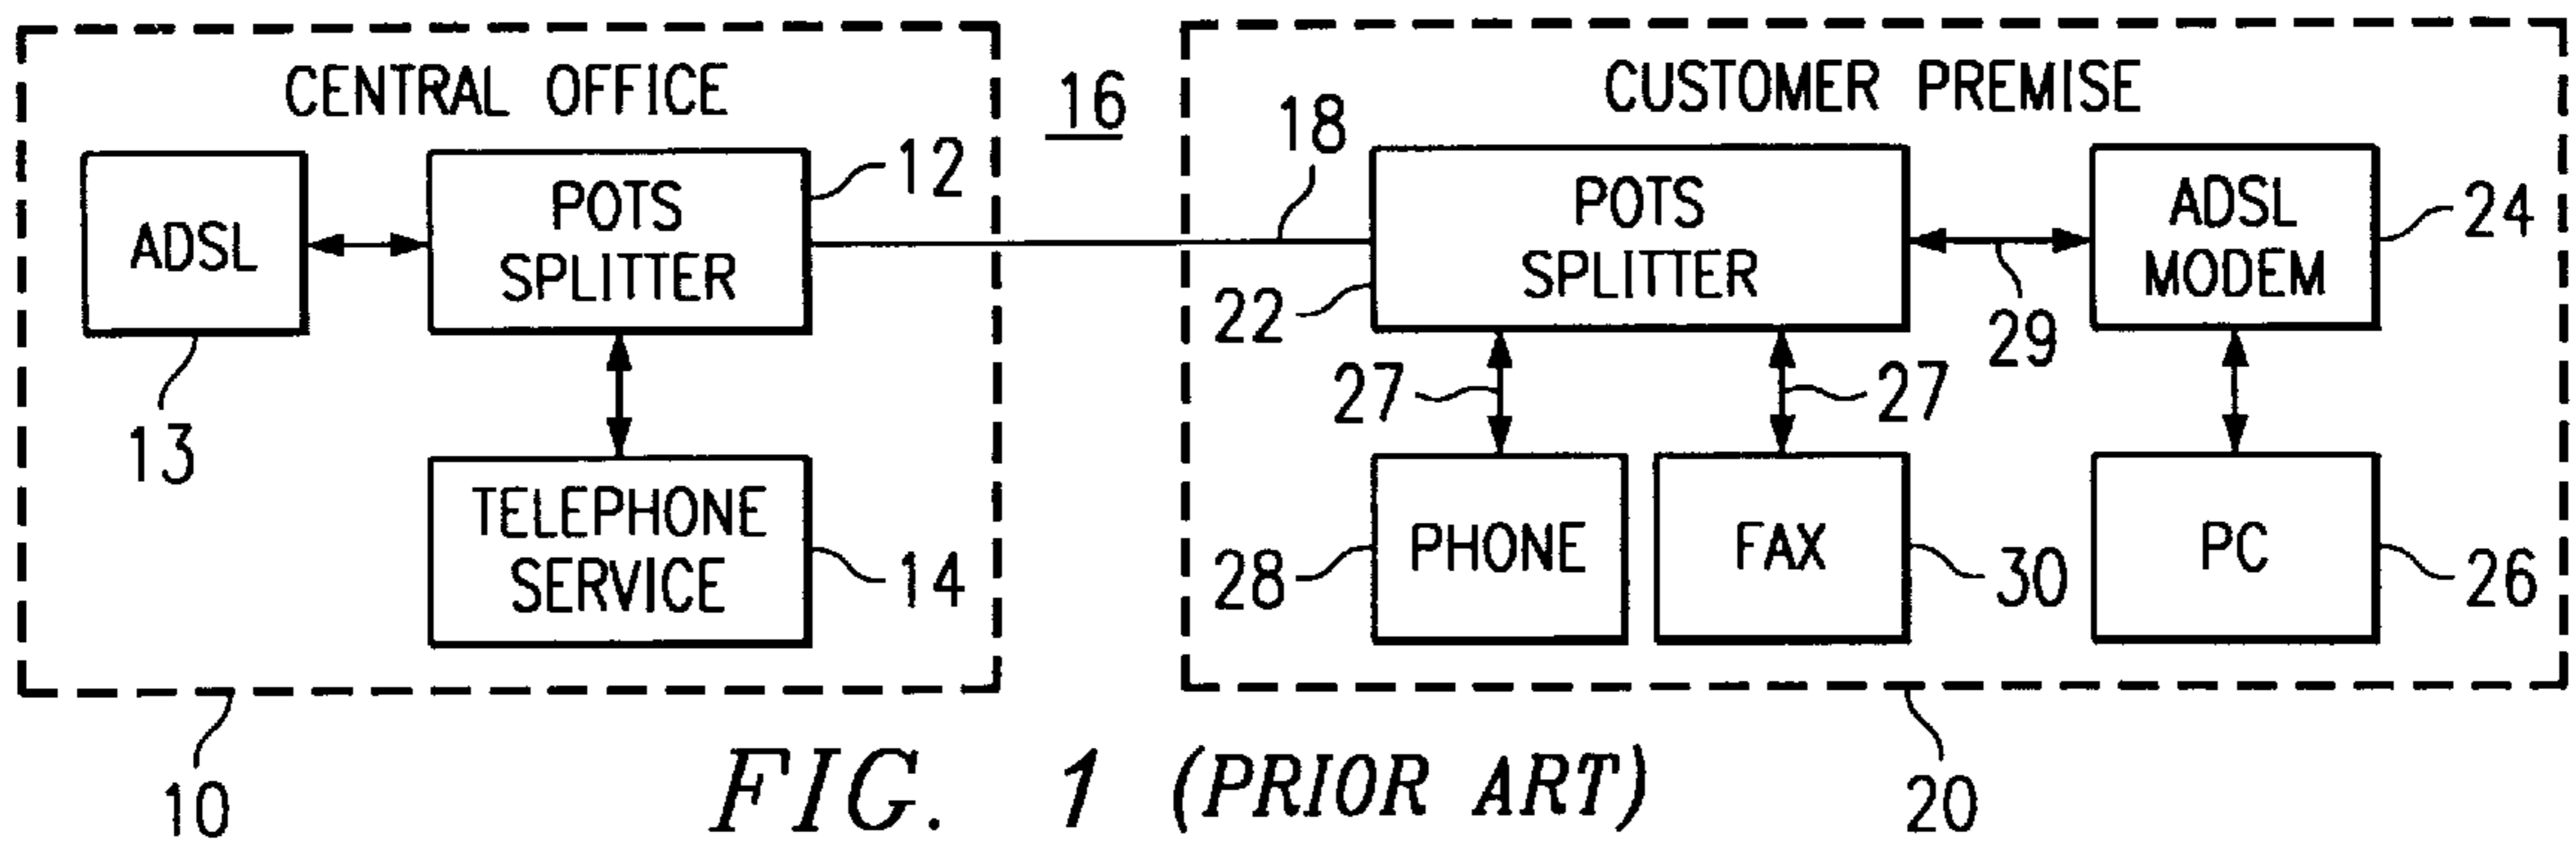 CENTRAL OFFICE
16
CUSTOMER PREMISE
18
12
ADSL
POTS
SPLITTER
POTS
SPLITTER
ADSL
MODEM
24
22
29
13
27
27
TELEPHONE
SERVICE
14
28
PHONE
FAX
30
PC
26
10
FIG. 1 (PRIOR ART)
20